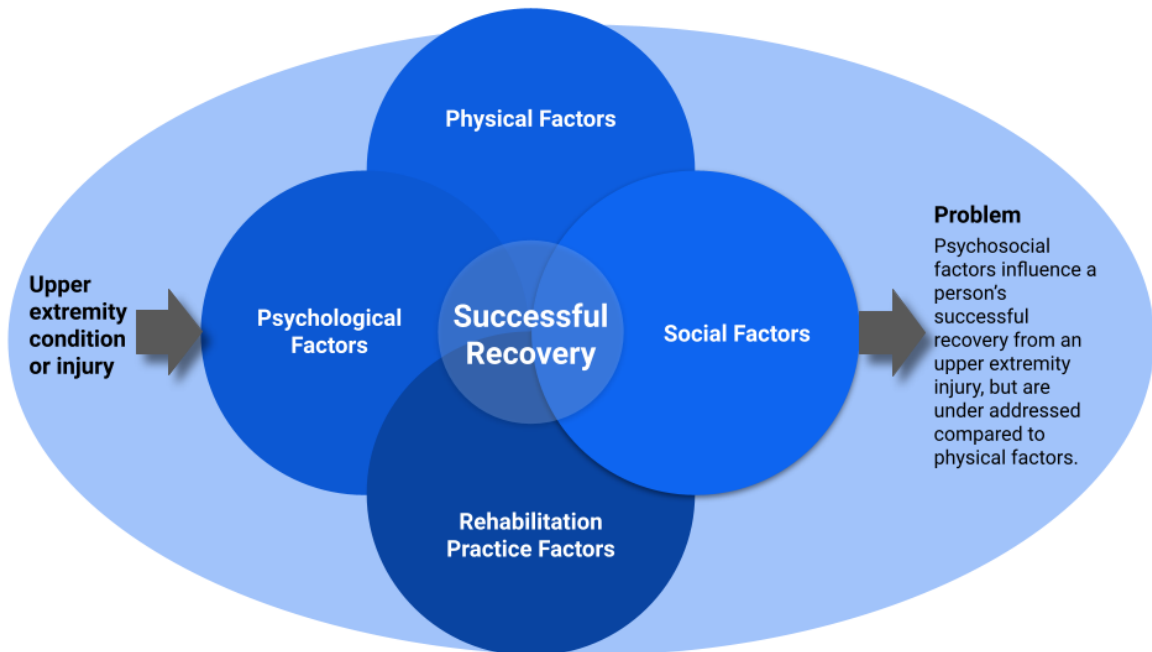 Physical Factors
Upper
extremity
condition
or injury
Psychological
Factors
Successful
Recovery
Social Factors
Rehabilitation
Practice Factors
Problem
Psychosocial
factors influence a
person's
successful
recovery from an
upper extremity
injury, but are
under addressed
compared to
physical factors.